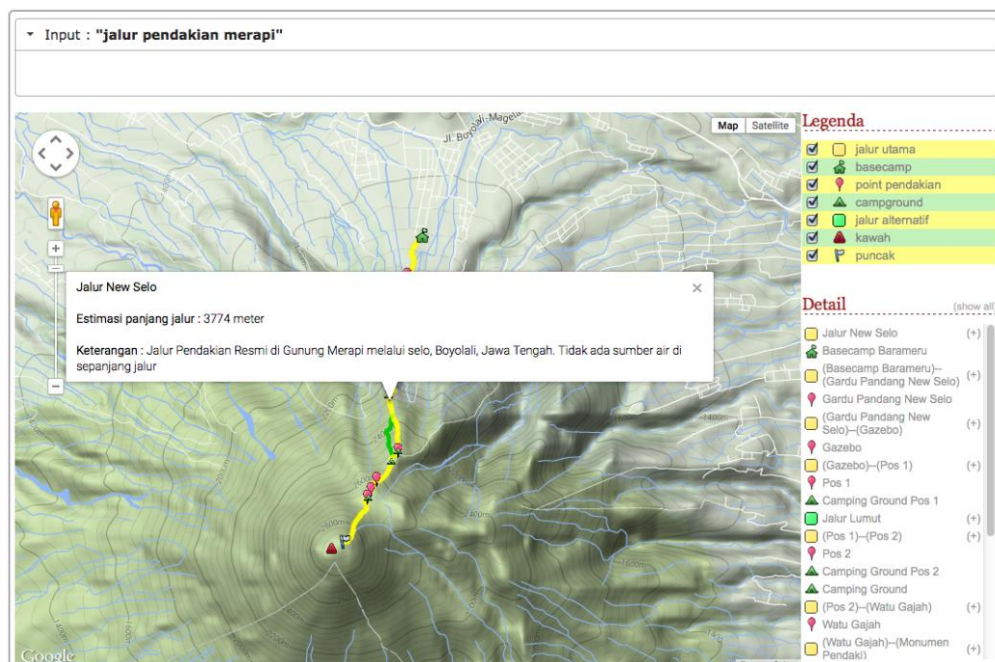 Input : "jalur pendakian merapi"
Jl. Boyolali-Magela
Map Satellite
Jalur New Selo
Estimasi panjang jalur : 3774 meter
Keterangan : Jalur Pendakian Resmi di Gunung Merapi melalui selo, Boyolali, Jawa Tengah. Tidak ada sumber air di
sepanjang jalur
Google
Legenda
jalur utama
basecamp
point pendakian
campground
jalur alternatif
kawah
puncak
Detail (show all)
Jalur New Selo (+)
Basecamp Barameru
(Basecamp Barameru)--
(Gardu Pandang New Selo) (+)
Gardu Pandang New Selo
(Gardu Pandang New
Selo)--(Gazebo) (+)
Gazebo
(Gazebo)--(Pos 1) (+)
Pos 1
Camping Ground Pos 1
Jalur Lumut (+)
(Pos 1)--(Pos 2) (+)
Pos 2
Camping Ground Pos 2
Camping Ground
(Pos 2)--(Watu Gajah) (+)
Watu Gajah
(Watu Gajah)--(Monumen
Pendaki) (+)